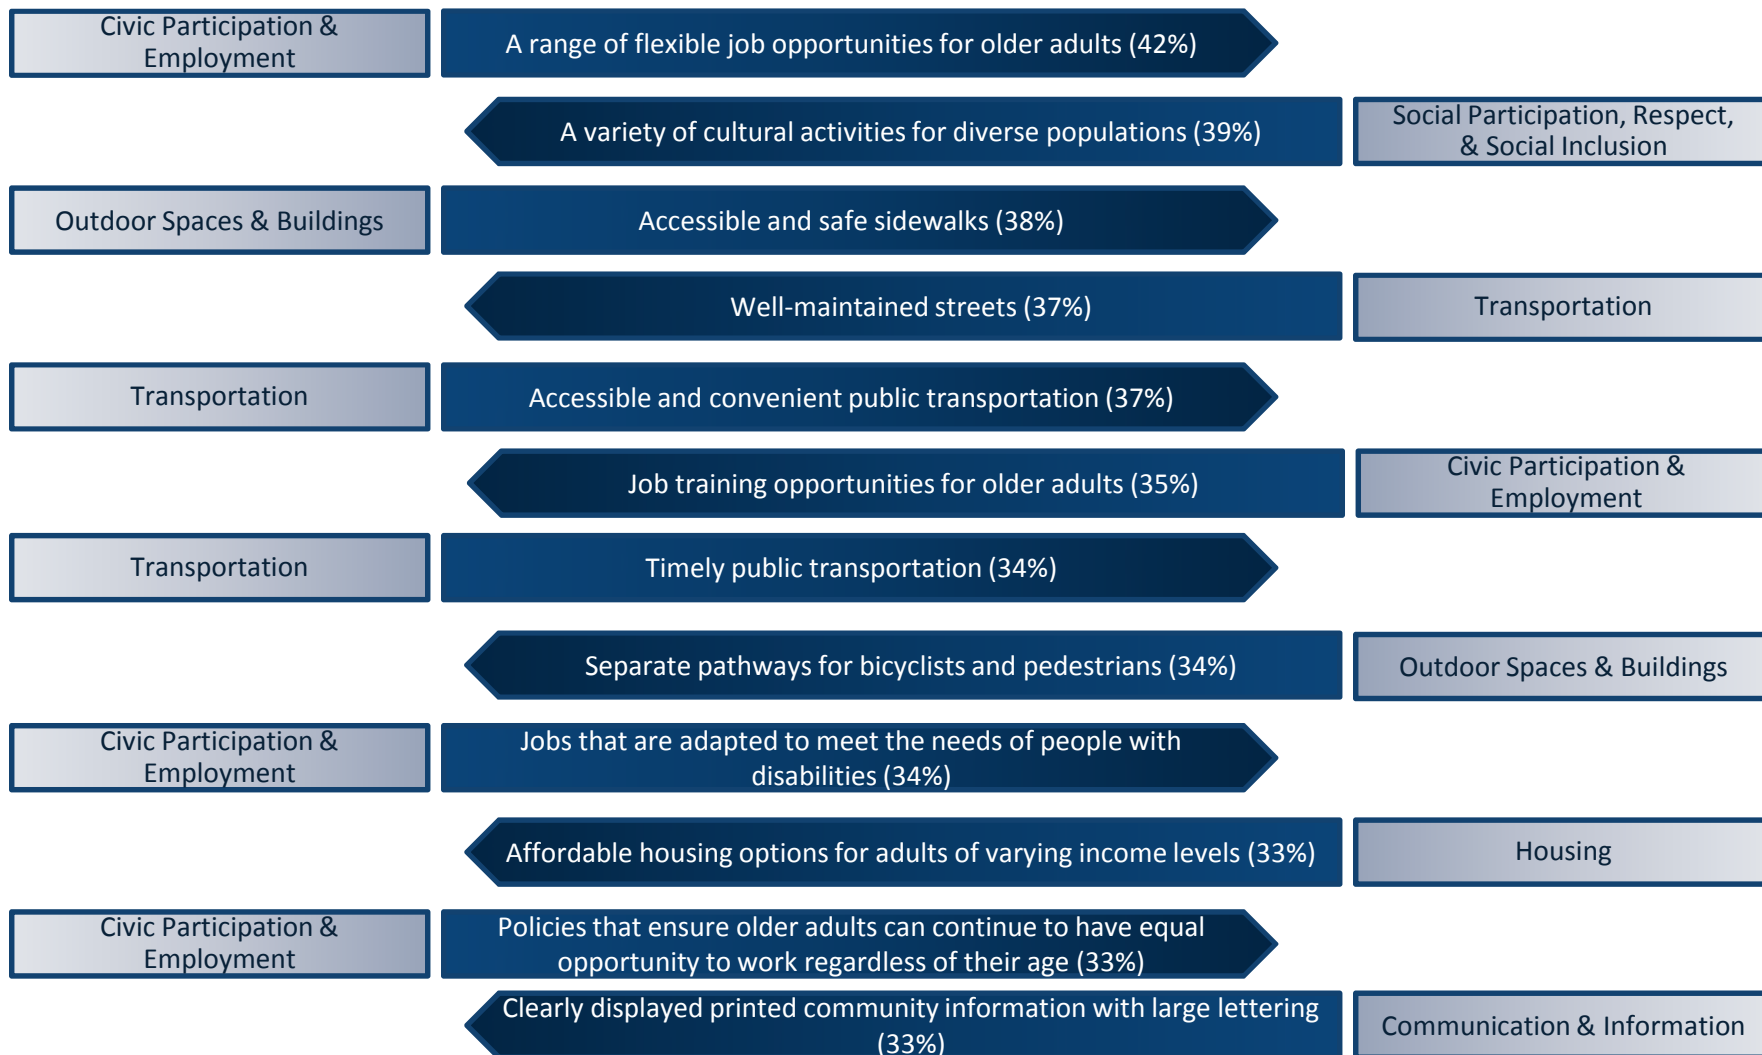 Civic Participation &
Employment
A range of flexible job opportunities for older adults (42%)
A variety of cultural activities for diverse populations (39%)
Social Participation, Respect,
& Social Inclusion
Outdoor Spaces & Buildings
Accessible and safe sidewalks (38%)
Well-maintained streets (37%)
Transportation
Transportation
Accessible and convenient public transportation (37%)
Job training opportunities for older adults (35%)
Civic Participation &
Employment
Transportation
Timely public transportation (34%)
Separate pathways for bicyclists and pedestrians (34%)
Outdoor Spaces & Buildings
Civic Participation &
Employment
Jobs that are adapted to meet the needs of people with
disabilities (34%)
Affordable housing options for adults of varying income levels (33%)
Housing
Civic Participation &
Employment
Policies that ensure older adults can continue to have equal
opportunity to work regardless of their age (33%)
Clearly displayed printed community information with large lettering
(33%)
Communication & Information